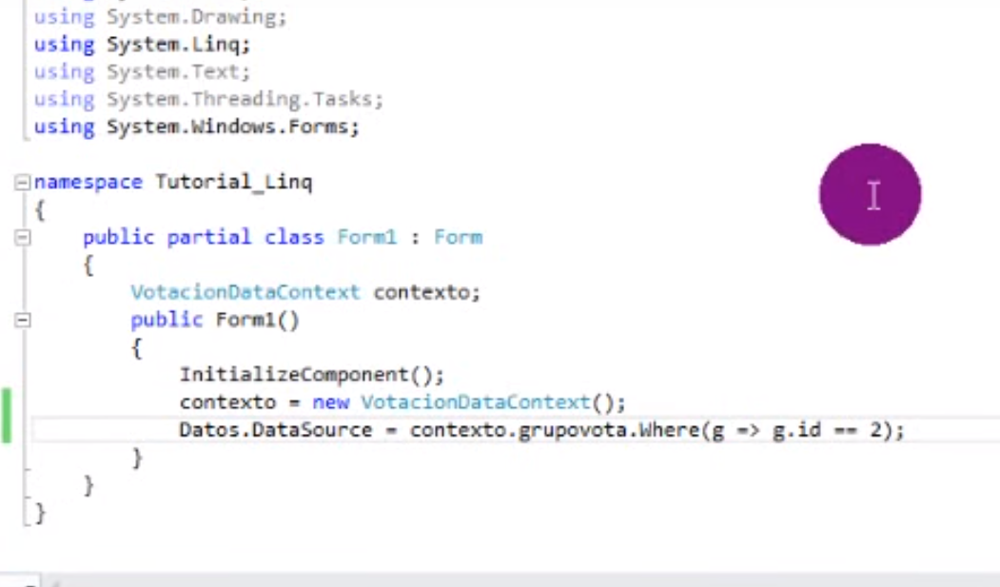 using System.Drawing;
using System.Linq;
using System.Text;
using System.Threading.Tasks;
using System.Windows.Forms;
namespace Tutorial_Linq
{
public partial class Form1 : Form
{
VotacionDataContext contexto;
public Form1()
{
InitializeComponent();
contexto = new VotacionDataContext();
Datos.DataSource = contexto.grupovota.Where(g => g.id == 2);
}
}
}